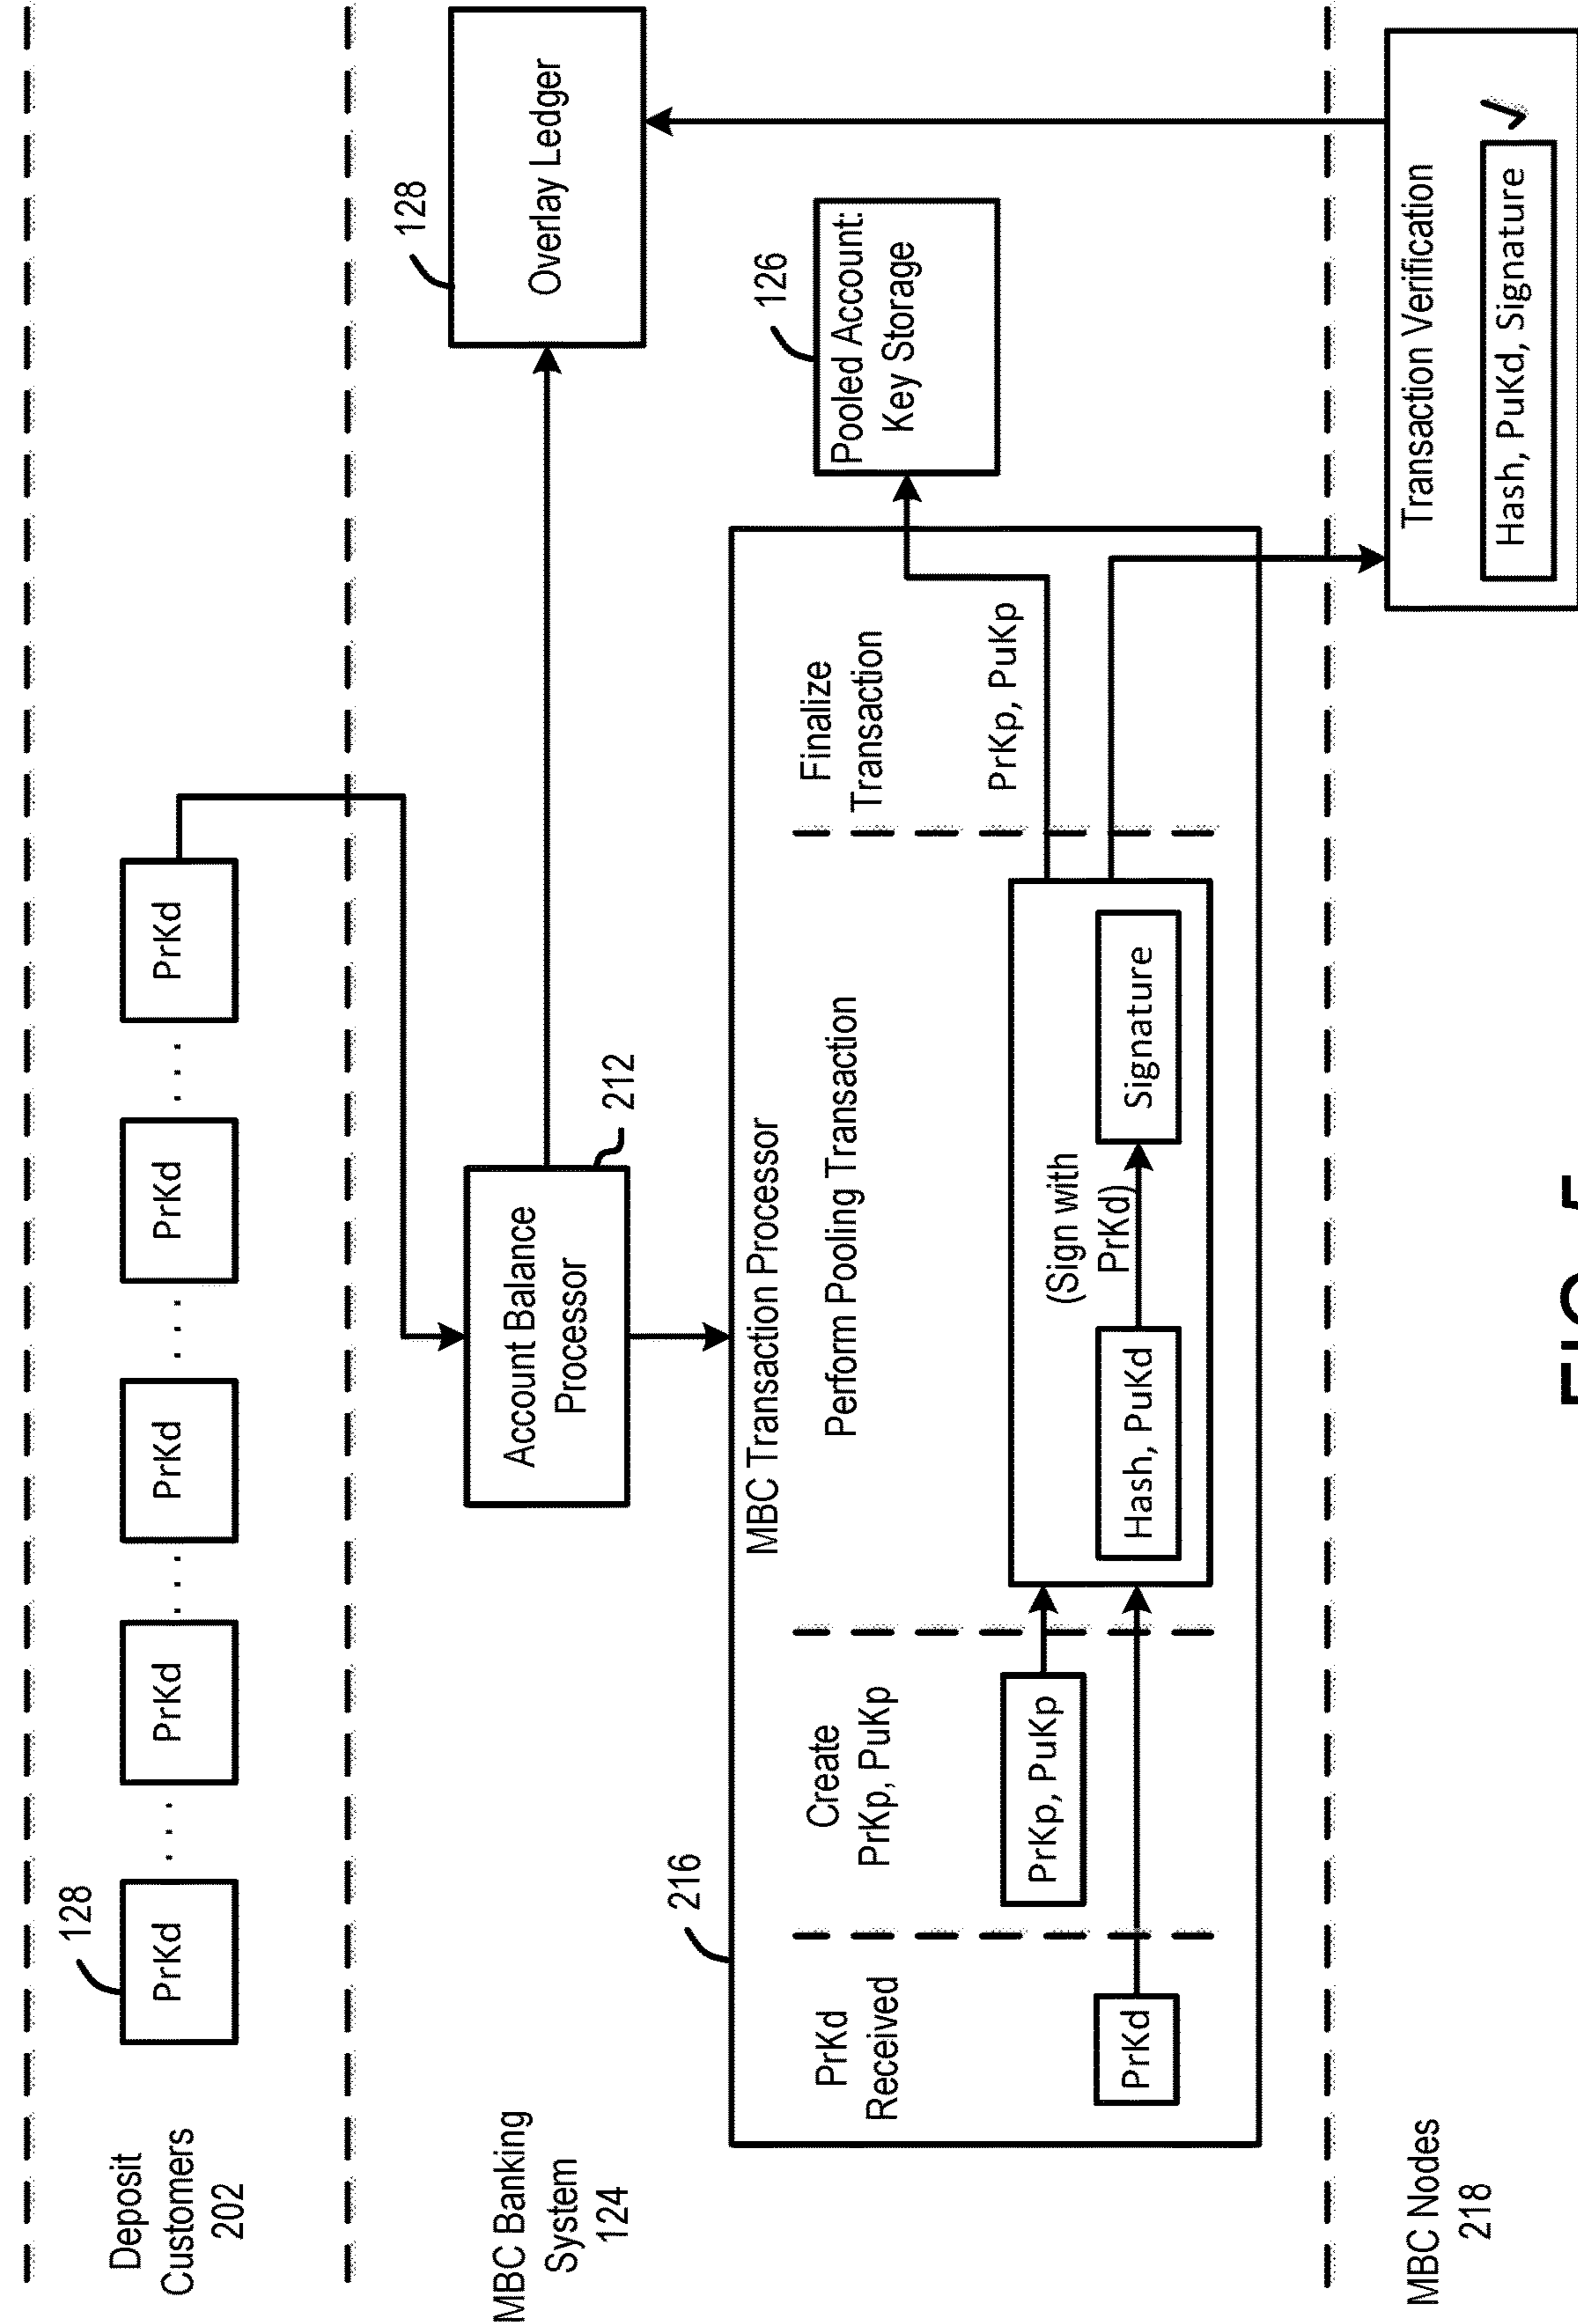 Deposit
Customers
202
128
PrKd
. . .
PrKd
. . .
PrKd
. . .
PrKd
. . .
PrKd
MBC Banking
System
124
Account Balance
Processor
212
128
Overlay Ledger
216
MBC Transaction Processor
PrKd
Received
PrKd
Create
PrKp, PuKp
PrKp, PuKp
Perform Pooling Transaction
(Sign with
PrKd)
Hash, PuKd
Signature
Finalize
Transaction
PrKp, PuKp
126
Pooled Account:
Key Storage
MBC Nodes
218
Transaction Verification
Hash, PuKd, Signature